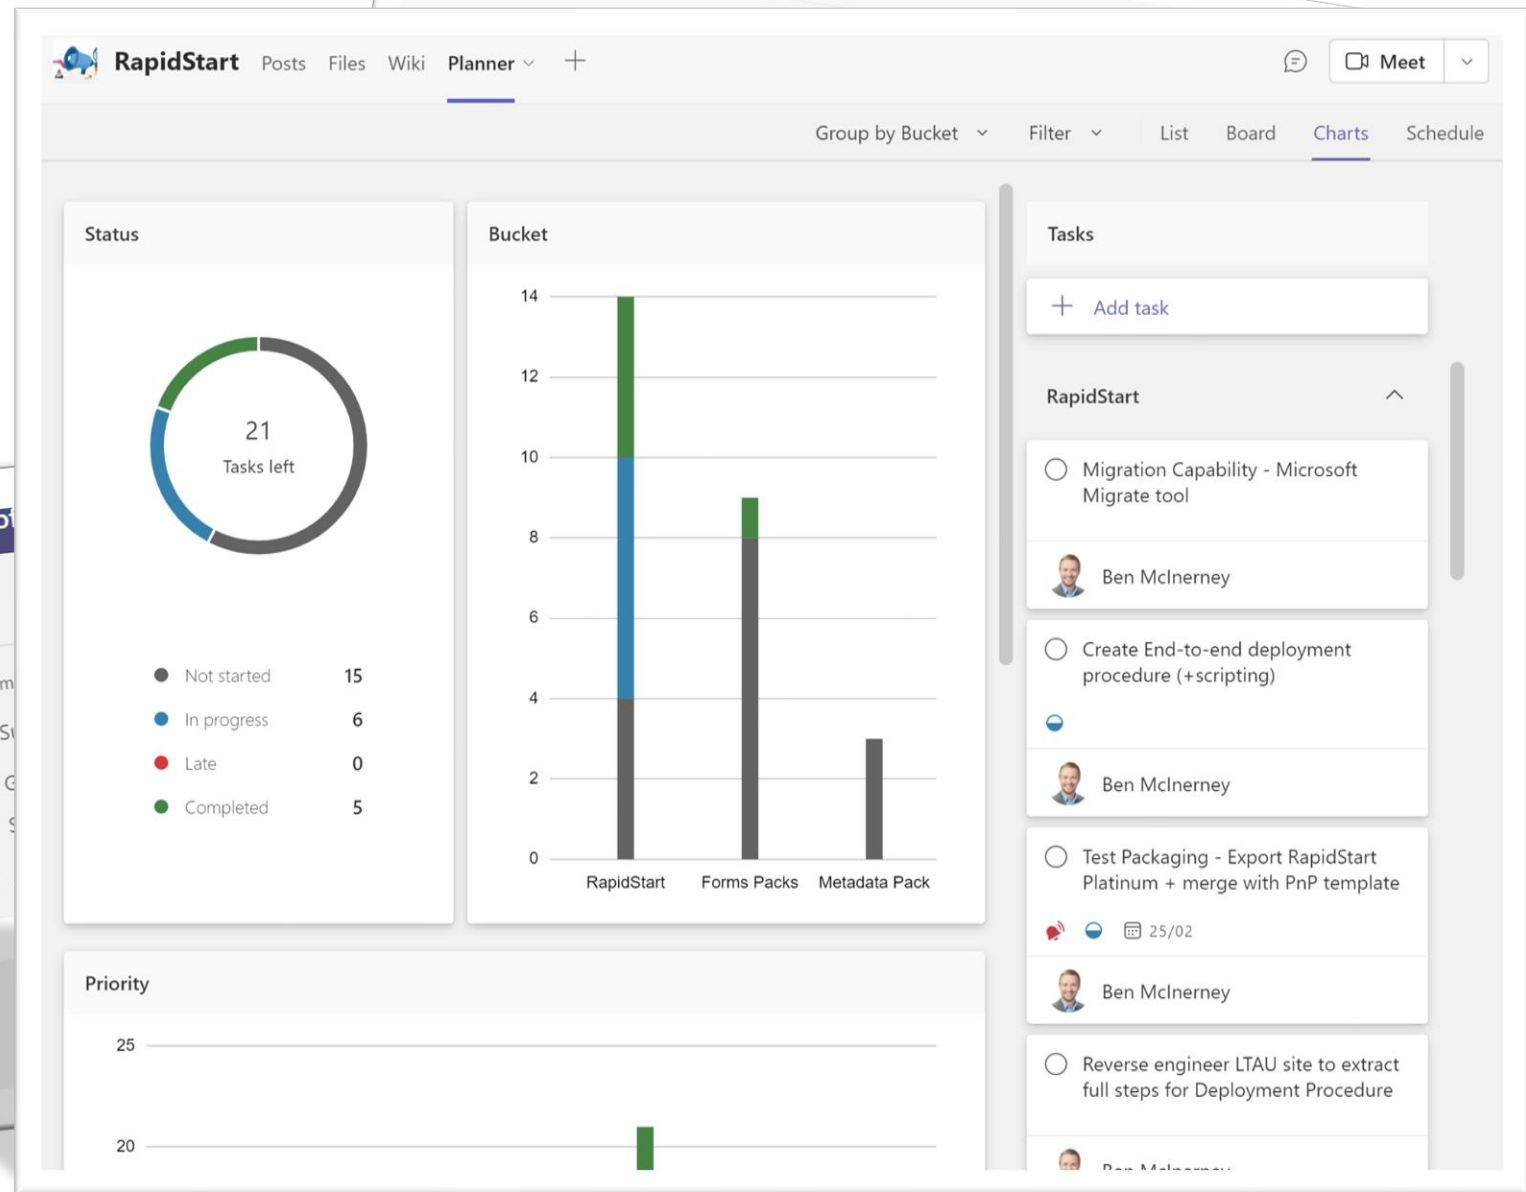 RapidStart Posts Files Wiki Planner
Meet
Group by Bucket Filter List Board Charts Schedule
Status
21
Tasks left
Not started 15
In progress 6
Late 0
Completed 5
Bucket
14
12
10
8
6
4
2
0
RapidStart Forms Packs Metadata Pack
Priority
25
20
Tasks
+ Add task
RapidStart
Migration Capability - Microsoft
Migrate tool
Ben McInerney
Create End-to-end deployment
procedure (+scripting)
Ben McInerney
Test Packaging - Export RapidStart
Platinum + merge with PnP template
25/02
Ben McInerney
Reverse engineer LTAU site to extract
full steps for Deployment Procedure
Ben McInerney